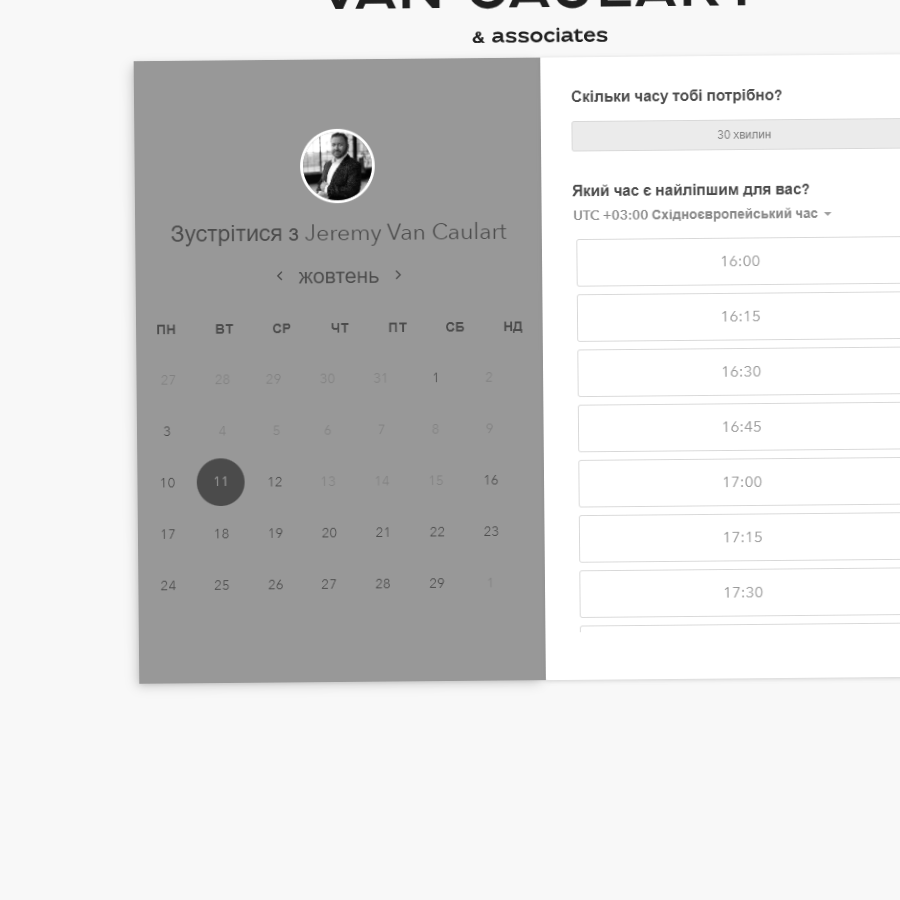 VAN CAULART
& associates
Зустрітися з Jeremy Van Caulart
жовтень
ПН ВТ СР ЧТ ПТ СБ НД
27 28 29 30 31 1 2
3 4 5 6 7 8 9
10 11 12 13 14 15 16
17 18 19 20 21 22 23
24 25 26 27 28 29 1
Скільки часу тобі потрібно?
30 хвилин
Який час є найліпшим для вас?
UTC +03:00 Східноєвропейський час
16:00
16:15
16:30
16:45
17:00
17:15
17:30